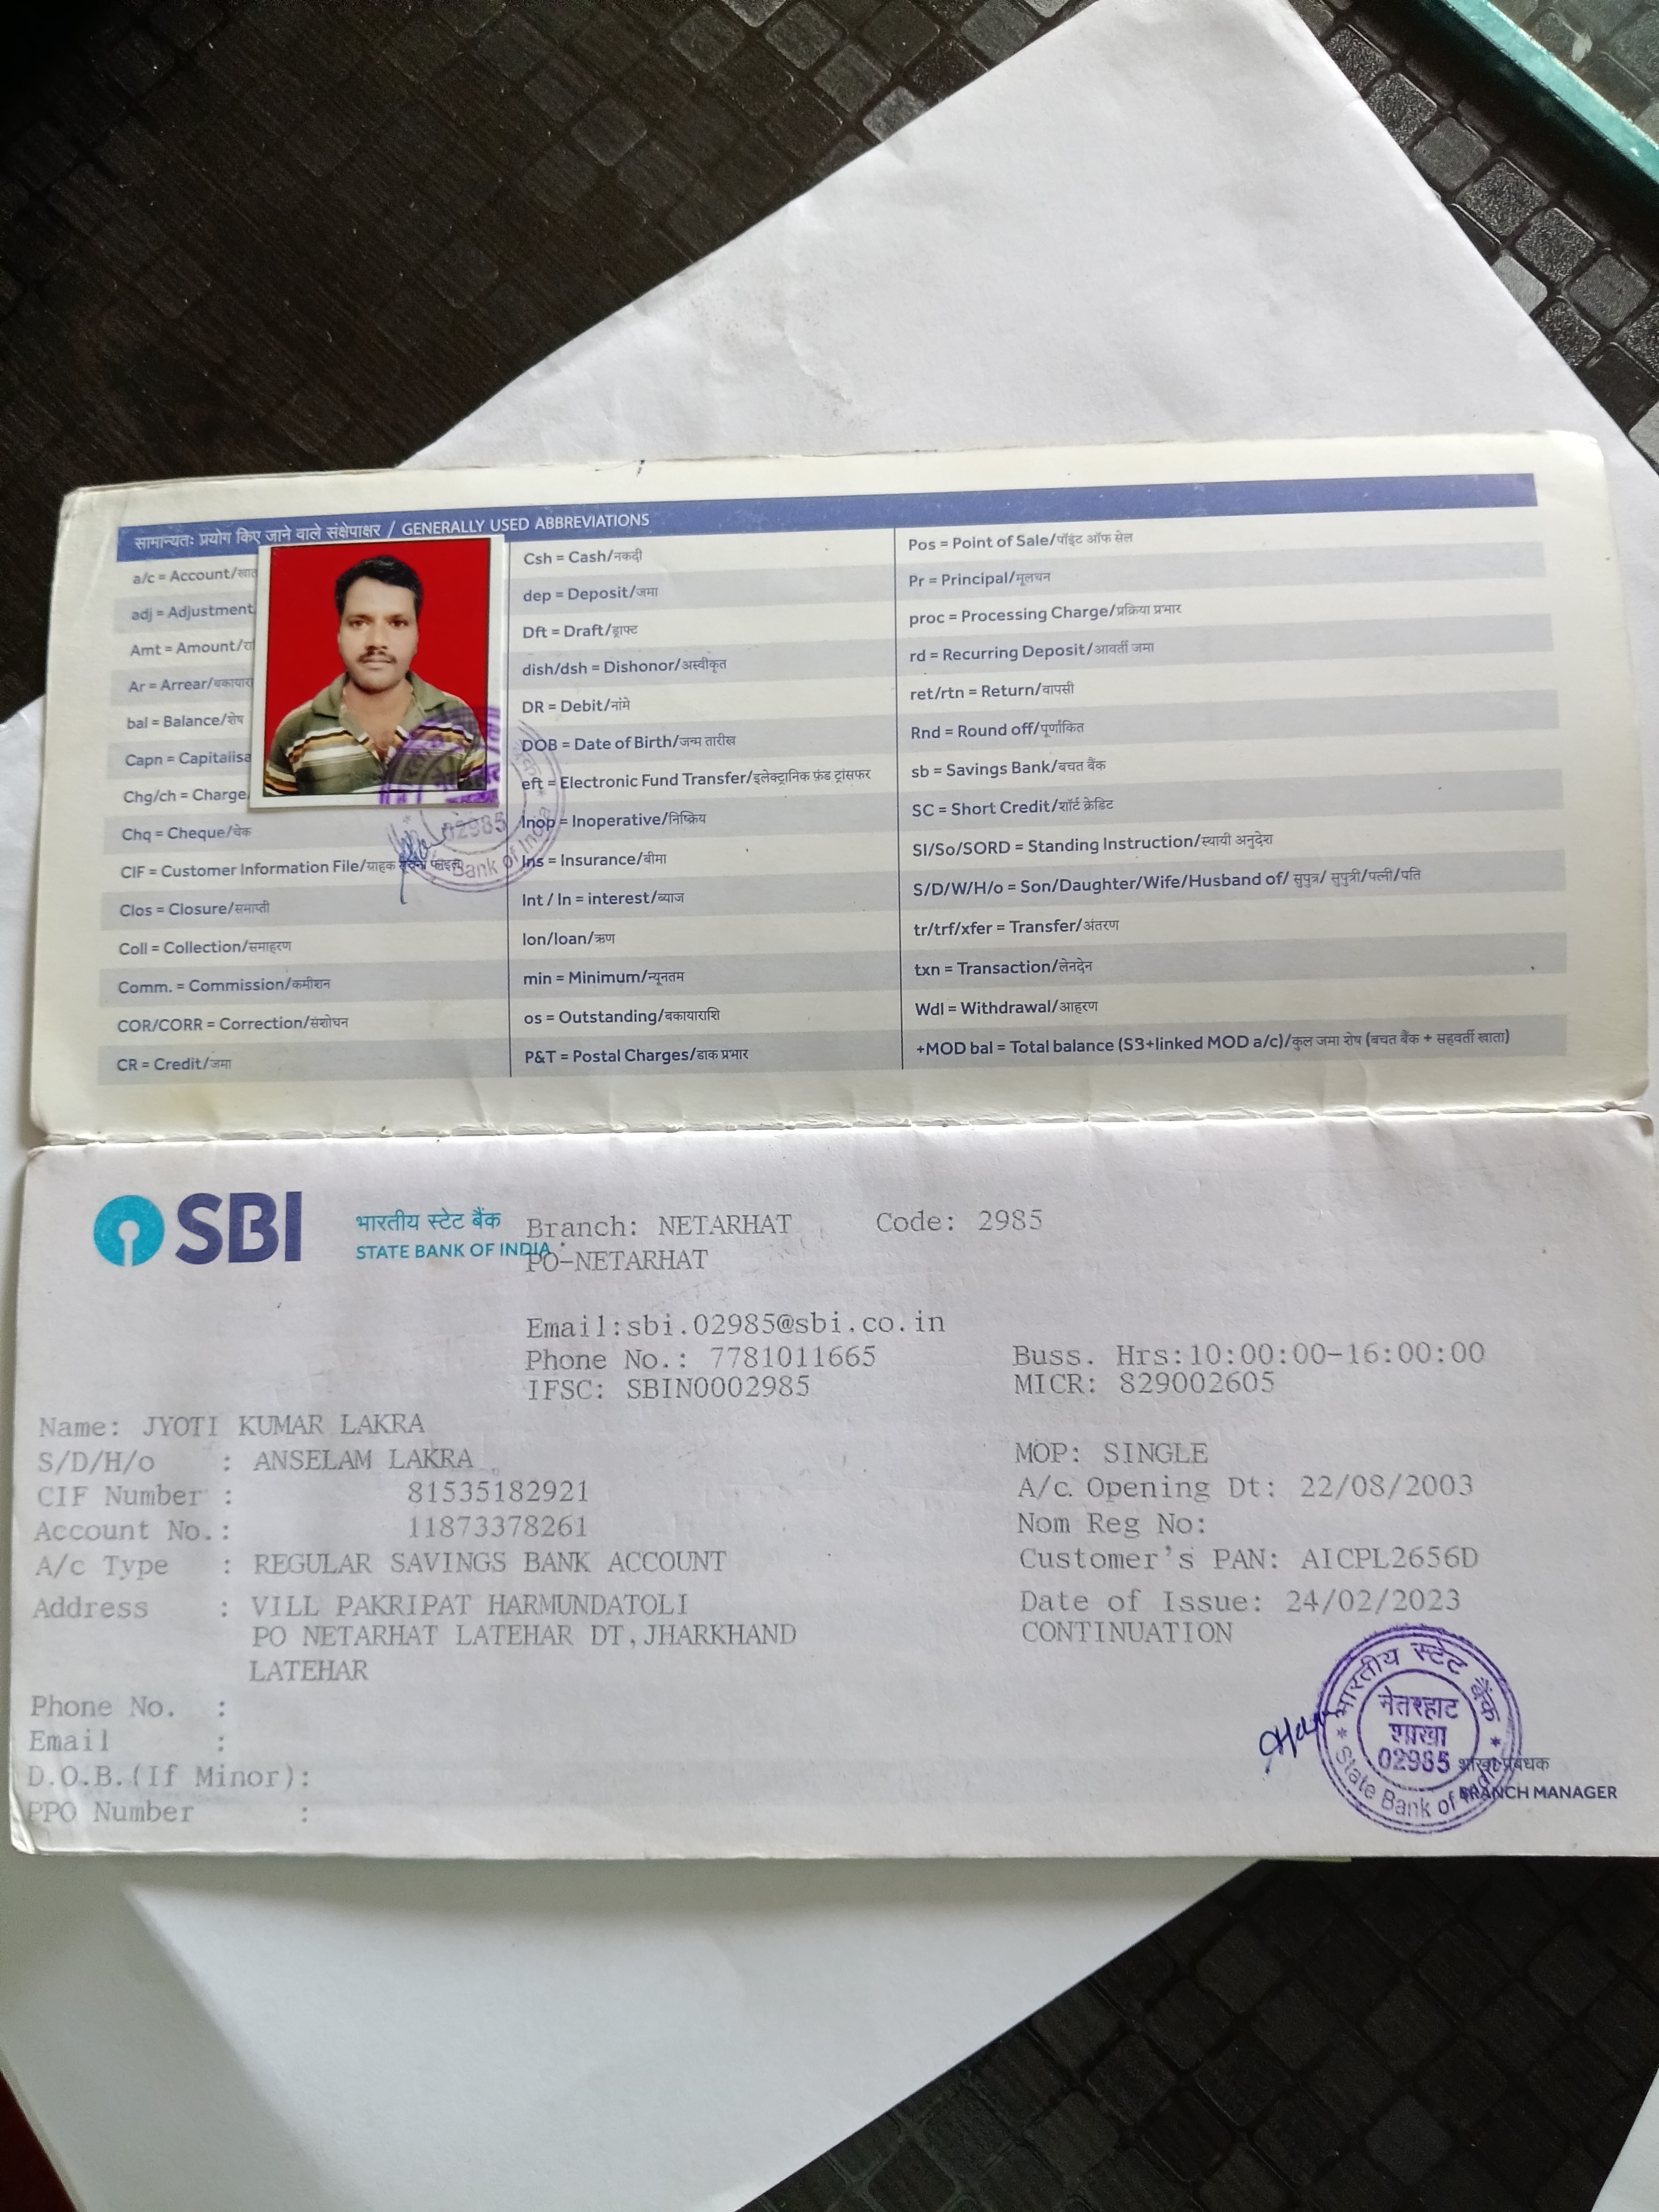 सामान्यतः प्रयोग किए जाने वाले संक्षेपाक्षर / GENERALLY USED ABBREVIATIONS
a/c = Account/खात
adj = Adjustment
Amt = Amount/रा
Ar = Arrear/बकाया
bal = Balance/शेष
Capn = Capitalisa
Chg/ch = Charge
Chq = Cheque/चेक
CIF = Customer Information File/ग्राहक सूचना फाइल
Clos = Closure/समाप्ती
Coll = Collection/समाहरण
Comm. = Commission/कमीशन
COR/CORR = Correction/संशोधन
CR = Credit/जमा
Csh = Cash/नकदी
dep = Deposit/जमा
Dft = Draft/ड्राफ्ट
dish/dsh = Dishonor/अस्वीकृत
DR = Debit/नांमे
DOB = Date of Birth/जन्म तारीख
eft = Electronic Fund Transfer/इलेक्ट्रानिक फ़ंड ट्रांसफर
Inop = Inoperative/निष्क्रिय
Ins = Insurance/बीमा
Int / In = interest/ब्याज
lon/loan/ऋण
min = Minimum/न्यूनतम
os = Outstanding/बकायाराशि
P&T = Postal Charges/डाक प्रभार
Pos = Point of Sale/पॉइंट ऑफ सेल
Pr = Principal/मूलधन
proc = Processing Charge/प्रक्रिया प्रभार
rd = Recurring Deposit/आवर्ती जमा
ret/rtn = Return/वापसी
Rnd = Round off/पूर्णांकित
sb = Savings Bank/बचत बैंक
SC = Short Credit/शॉर्ट क्रेडिट
SI/So/SORD = Standing Instruction/स्थायी अनुदेश
S/D/W/H/o = Son/Daughter/Wife/Husband of/ सुपुत्र/ सुपुत्री/पत्नी/पति
tr/trf/xfer = Transfer/अंतरण
txn = Transaction/लेनदेन
Wdl = Withdrawal/आहरण
+MOD bal = Total balance (SB+linked MOD a/c)/कुल जमा शेष (बचत बैंक + सहवर्ती खाता)
02985
Bank of India
SBI
भारतीय स्टेट बैंक
STATE BANK OF INDIA
Branch: NETARHAT Code: 2985
PO-NETARHAT
Email:sbi.02985@sbi.co.in
Phone No.: 7781011665 Buss. Hrs:10:00:00-16:00:00
IFSC: SBIN0002985 MICR: 829002605
Name: JYOTI KUMAR LAKRA
S/D/H/o : ANSELAM LAKRA MOP: SINGLE
CIF Number : 81535182921 A/c. Opening Dt: 22/08/2003
Account No.: 11873378261 Nom Reg No:
A/c Type : REGULAR SAVINGS BANK ACCOUNT Customer's PAN: AICPL2656D
Address : VILL PAKRIPAT HARMUNDATOLI Date of Issue: 24/02/2023
PO NETARHAT LATEHAR DT,JHARKHAND CONTINUATION
LATEHAR
Phone No. :
Email :
D.O.B.(If Minor):
PPO Number :
भारतीय स्टेट बैंक
नेतरहाट
शाखा
02985
State Bank of India
शाखा प्रबंधक
BRANCH MANAGER